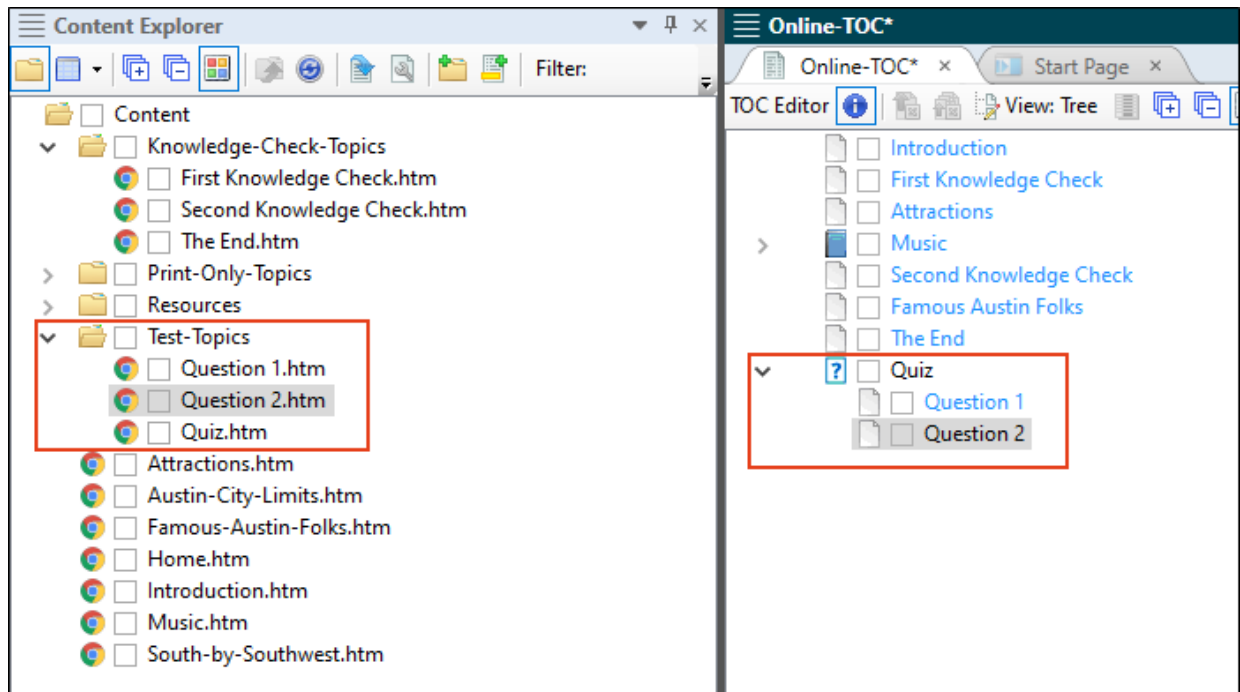 Content Explorer
Filter:
Content
Knowledge-Check-Topics
First Knowledge Check.htm
Second Knowledge Check.htm
The End.htm
Print-Only-Topics
Resources
Test-Topics
Question 1.htm
Question 2.htm
Quiz.htm
Attractions.htm
Austin-City-Limits.htm
Famous-Austin-Folks.htm
Home.htm
Introduction.htm
Music.htm
South-by-Southwest.htm
Online-TOC*
Online-TOC* Start Page
TOC Editor View: Tree
Introduction
First Knowledge Check
Attractions
Music
Second Knowledge Check
Famous Austin Folks
The End
Quiz
Question 1
Question 2